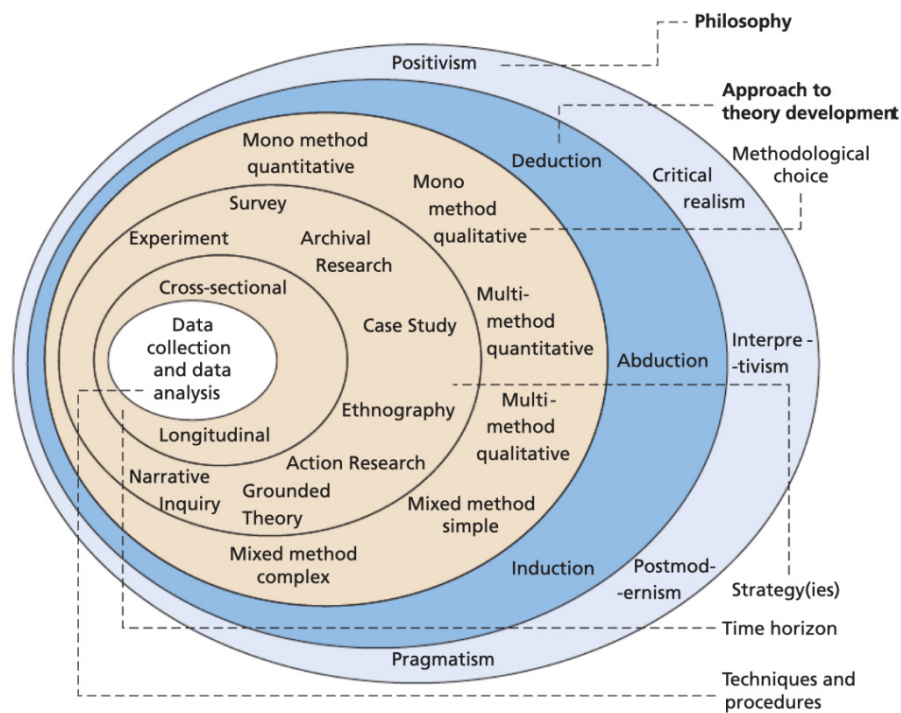 Philosophy
Positivism
Approach to
theory development
Mono method
quantitative
Deduction
Methodological
choice
Critical
realism
Mono
method
qualitative
Survey
Experiment
Archival
Research
Cross-sectional
Multi-
method
quantitative
Data
collection
and data
analysis
Case Study
Abduction
Interpre -
-tivism
Ethnography
Multi-
method
qualitative
Longitudinal
Action Research
Narrative
Inquiry
Grounded
Theory
Mixed method
simple
Mixed method
complex
Induction
Postmod-
-ernism
Strategy(ies)
Time horizon
Pragmatism
Techniques and
procedures